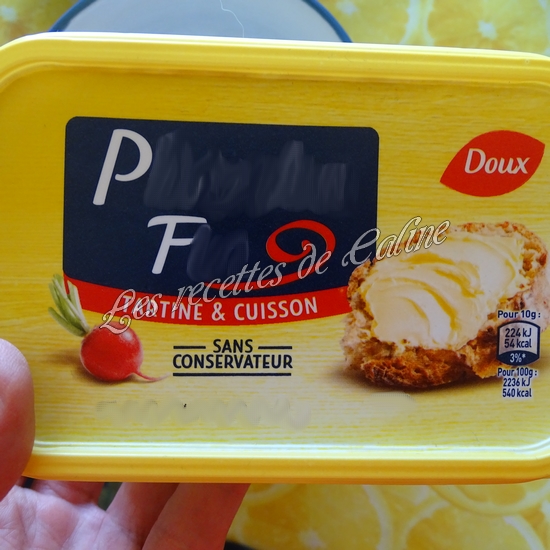 P
Doux
F
Les recettes de Caline
TARTINE & CUISSON
SANS
CONSERVATEUR
Pour 10g :
224 kJ
54 kcal
3%*
Pour 100g :
2236 kJ
540 kcal